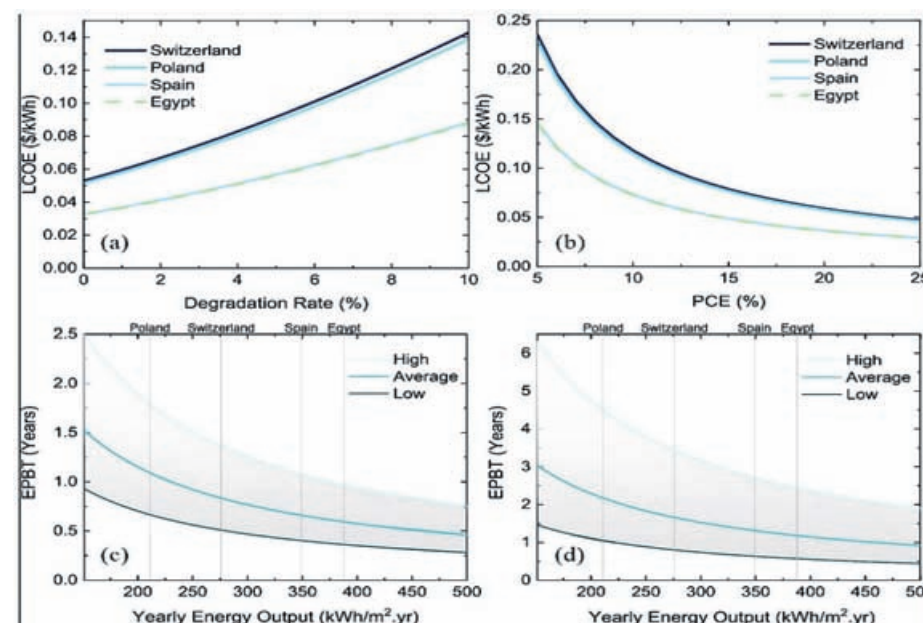 0.14
0.12
0.10
0.08
0.06
0.04
0.02
0.00
LCOE ($/kWh)
Switzerland
Poland
Spain
Egypt
(a)
0 2 4 6 8 10
Degradation Rate (%)
0.25
0.20
0.15
0.10
0.05
0.00
LCOE ($/kWh)
Switzerland
Poland
Spain
Egypt
(b)
5 10 15 20 25
PCE (%)
Poland Switzerland Spain Egypt
2.5
2.0
1.5
1.0
0.5
0.0
EPBT (Years)
High
Average
Low
(c)
200 250 300 350 400 450 500
Yearly Energy Output (kWh/m².yr)
Poland Switzerland Spain Egypt
6
5
4
3
2
1
0
EPBT (Years)
High
Average
Low
(d)
200 250 300 350 400 450 500
Yearly Energy Output (kWh/m².yr)